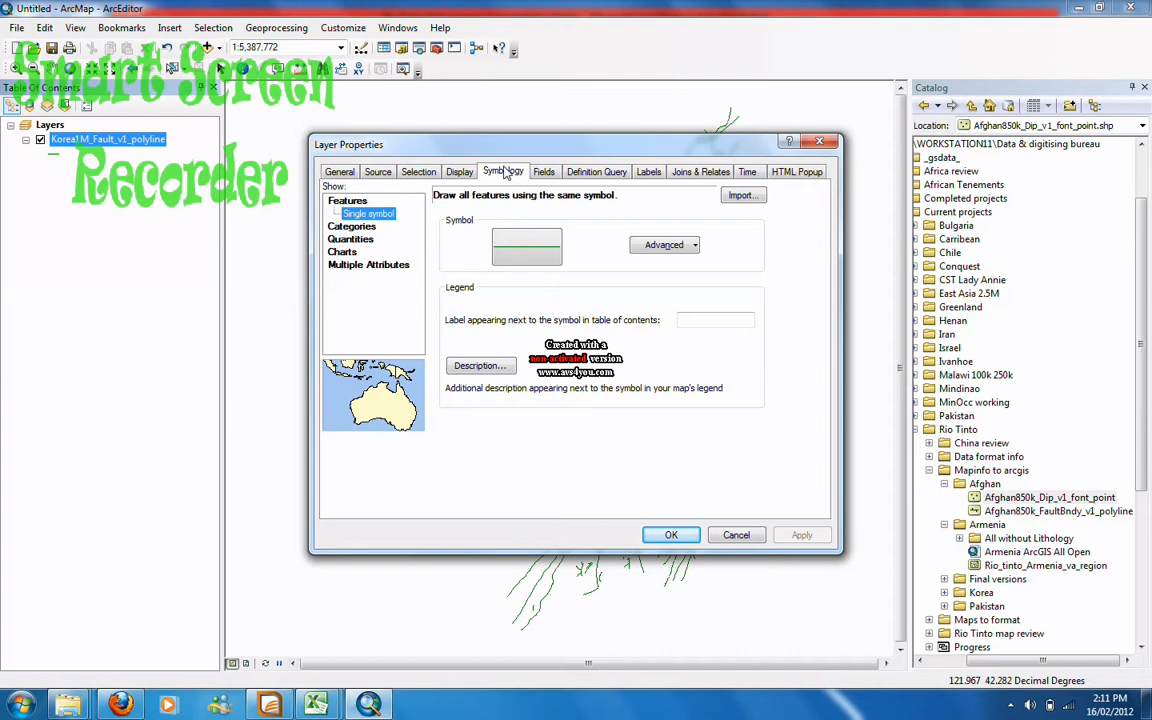 Untitled - ArcMap - ArcEditor
File Edit View Bookmarks Insert Selection Geoprocessing Customize Windows Help
1:5,387,772
Smart Screen
Recorder
Table Of Contents
Layers
Korea1M_Fault_v1_polyline
Layer Properties
General Source Selection Display Symbology Fields Definition Query Labels Joins & Relates Time HTML Popup
Show:
Features
Single symbol
Categories
Quantities
Charts
Multiple Attributes
Draw all features using the same symbol.
Import...
Symbol
Advanced
Legend
Label appearing next to the symbol in table of contents:
Created with a
non-activated version
www.avs4you.com
Description...
Additional description appearing next to the symbol in your map's legend
OK Cancel Apply
Catalog
Location: Afghan850k_Dip_v1_font_point.shp
\WORKSTATION11\Data & digitising bureau
_gsdata_
Africa review
African Tenements
Completed projects
Current projects
Bulgaria
Carribean
Chile
Conquest
CST Lady Annie
East Asia 2.5M
Greenland
Henan
Iran
Israel
Ivanhoe
Malawi 100k 250k
Mindinao
MinOcc working
Pakistan
Rio Tinto
China review
Data format info
Mapinfo to arcgis
Afghan
Afghan850k_Dip_v1_font_point
Afghan850k_FaultBndy_v1_polyline
Armenia
All without Lithology
Armenia ArcGIS All Open
Rio_tinto_Armenia_va_region
Final versions
Korea
Pakistan
Maps to format
Rio Tinto map review
Progress
121.967 42.282 Decimal Degrees
2:11 PM
16/02/2012